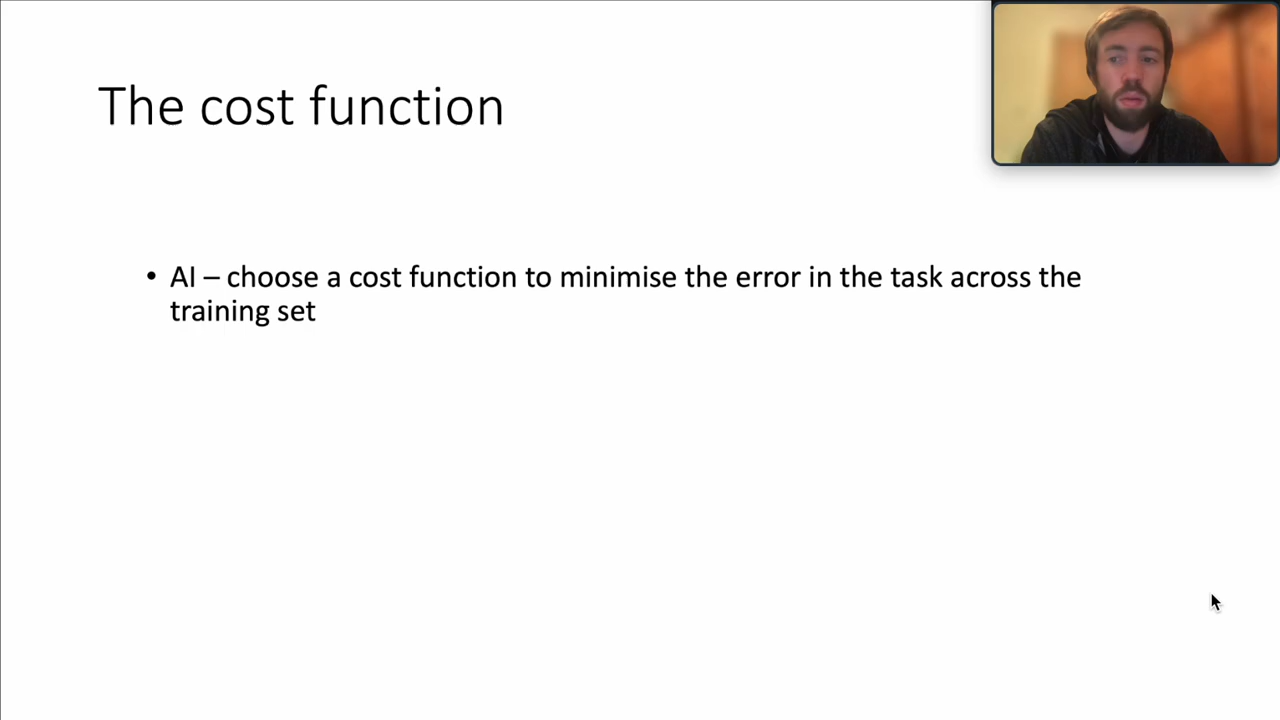 The cost function
• AI – choose a cost function to minimise the error in the task across the
training set